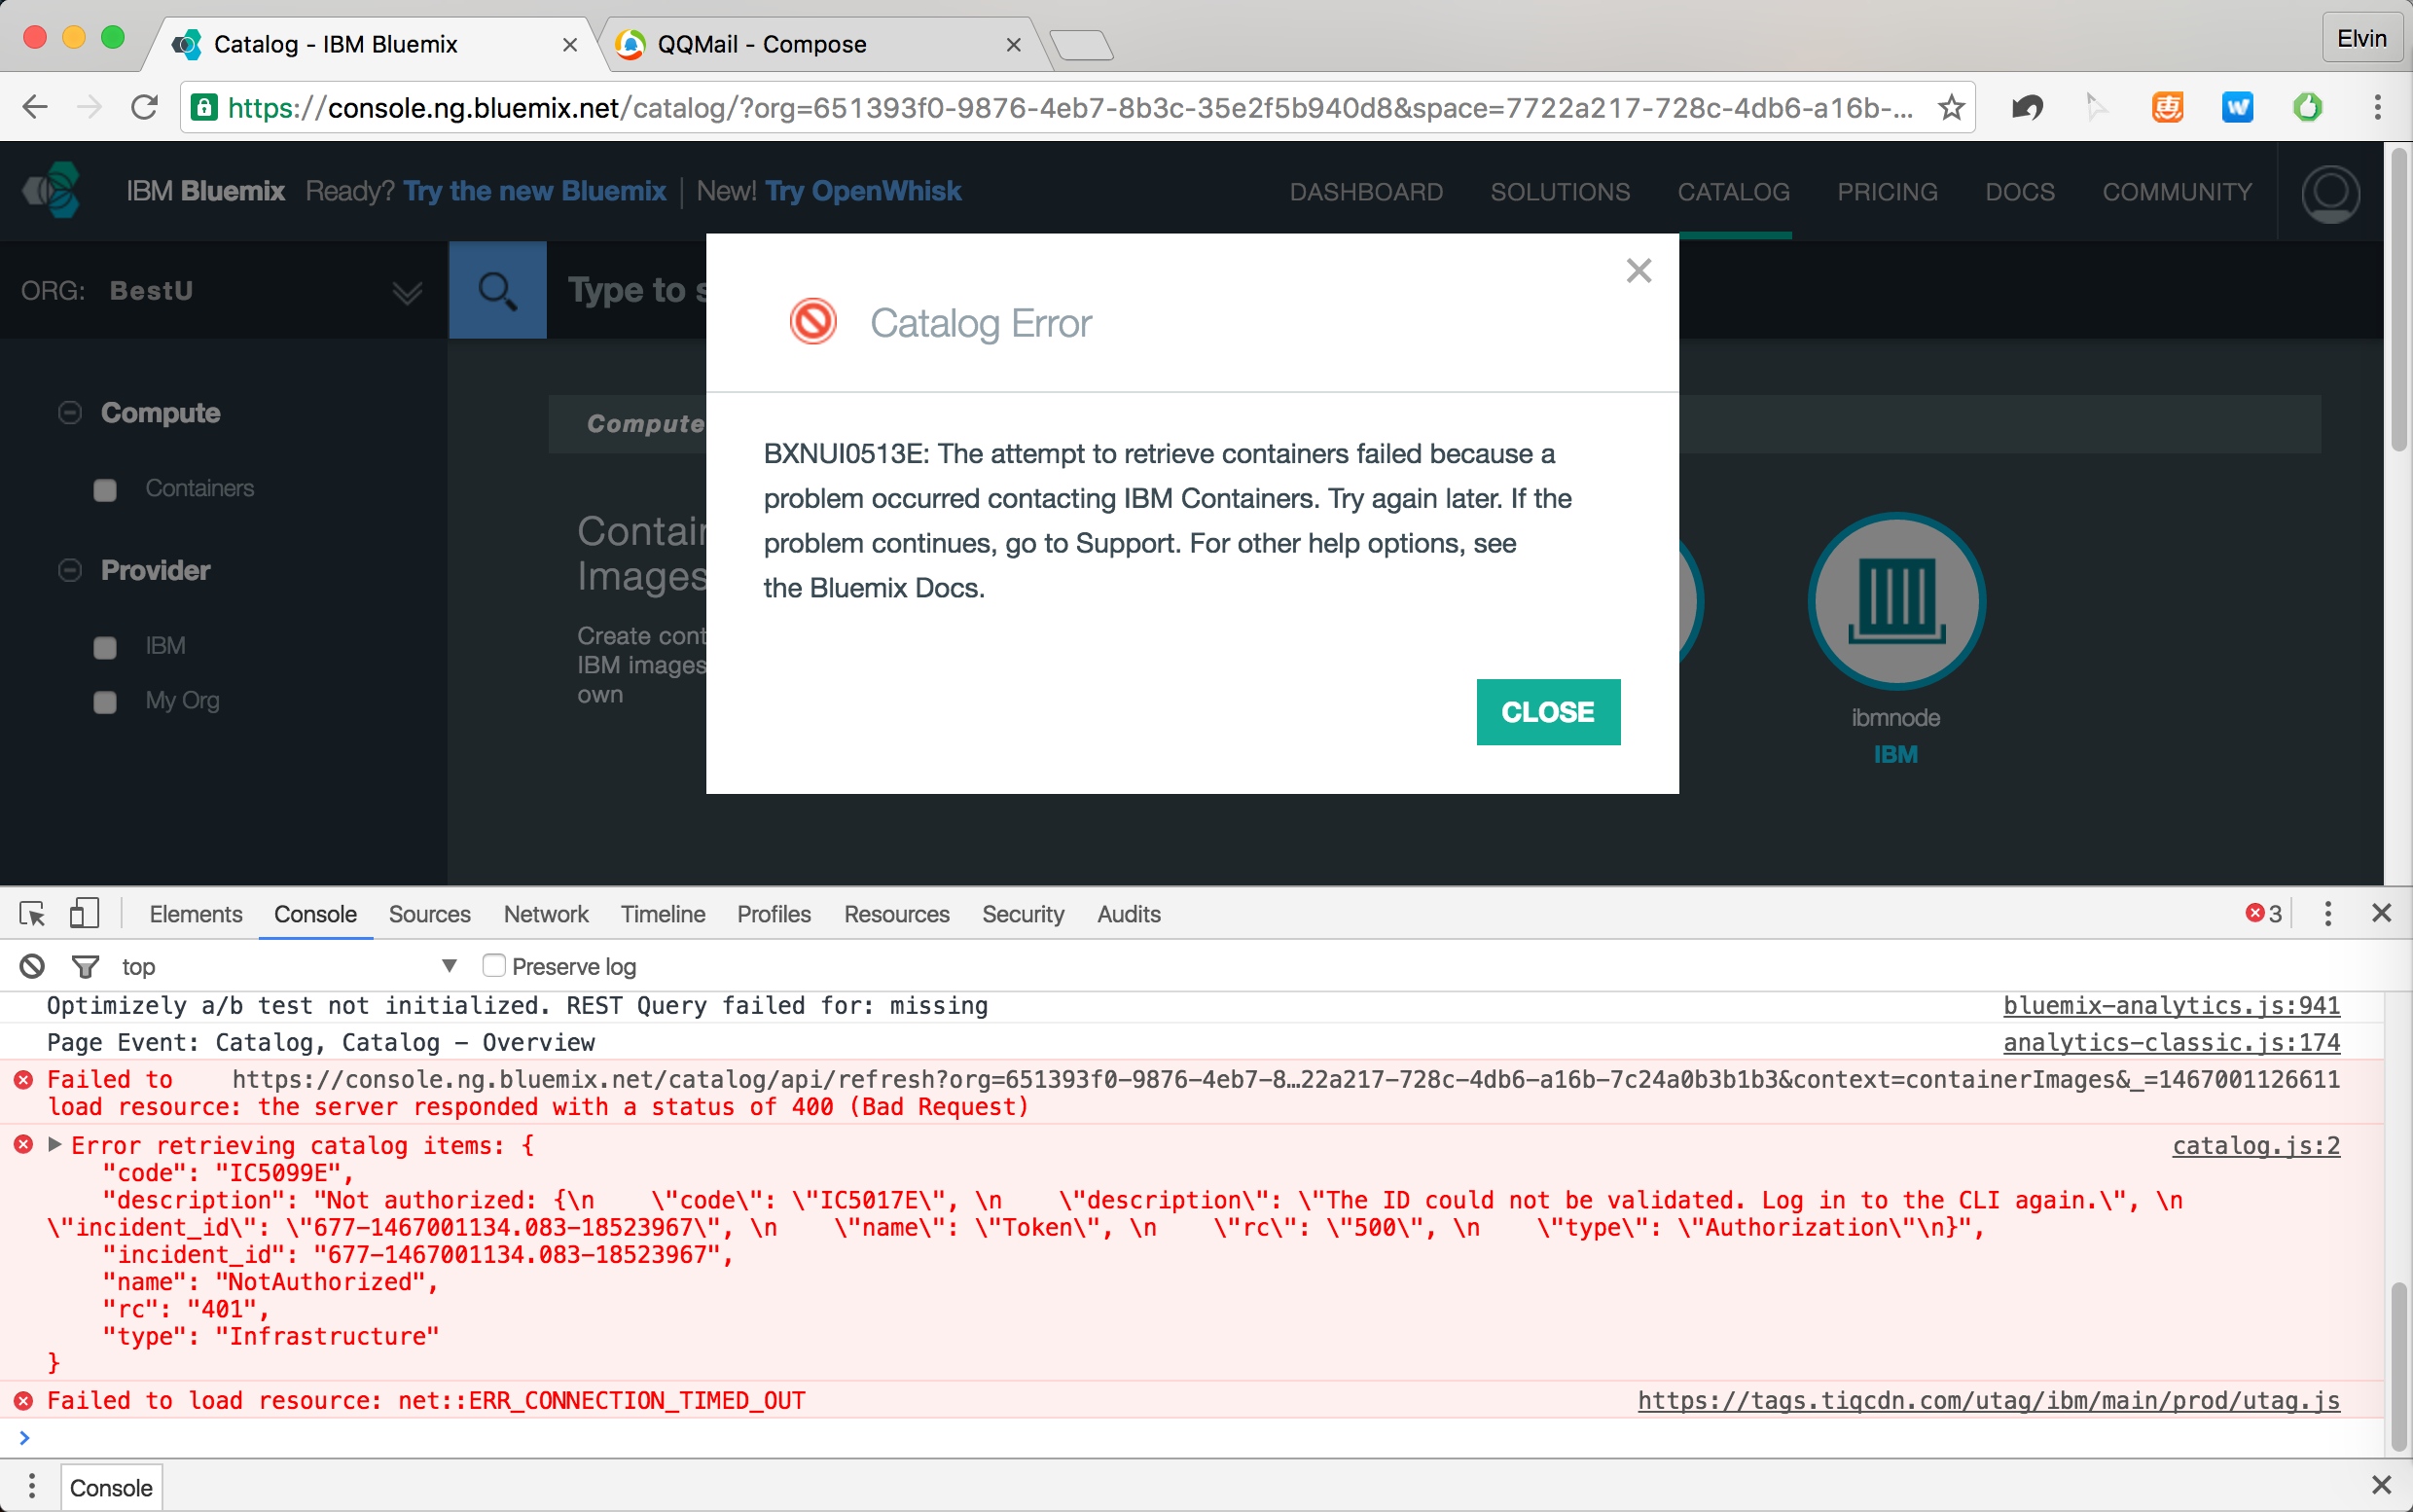 Catalog - IBM Bluemix
QQMail - Compose
Elvin
https://console.ng.bluemix.net/catalog/?org=651393f0-9876-4eb7-8b3c-35e2f5b940d8&space=7722a217-728c-4db6-a16b-...
IBM Bluemix Ready? Try the new Bluemix | New! Try OpenWhisk
DASHBOARD SOLUTIONS CATALOG PRICING DOCS COMMUNITY
ORG: BestU
Type to s
Compute
Containers
Provider
IBM
My Org
Compute
Contain
Images
Create cont
IBM images
own
Catalog Error
BXNUI0513E: The attempt to retrieve containers failed because a
problem occurred contacting IBM Containers. Try again later. If the
problem continues, go to Support. For other help options, see
the Bluemix Docs.
CLOSE
ibmnode
IBM
Elements Console Sources Network Timeline Profiles Resources Security Audits
3
top
Preserve log
Optimizely a/b test not initialized. REST Query failed for: missing bluemix-analytics.js:941
Page Event: Catalog, Catalog - Overview analytics-classic.js:174
Failed to https://console.ng.bluemix.net/catalog/api/refresh?org=651393f0-9876-4eb7-8…22a217-728c-4db6-a16b-7c24a0b3b1b3&context=containerImages&_=1467001126611
load resource: the server responded with a status of 400 (Bad Request)
Error retrieving catalog items: { catalog.js:2
"code": "IC5099E",
"description": "Not authorized: {\n    \"code\": \"IC5017E\", \n    \"description\": \"The ID could not be validated. Log in to the CLI again.\", \n
\"incident_id\": \"677-1467001134.083-18523967\", \n    \"name\": \"Token\", \n    \"rc\": \"500\", \n    \"type\": \"Authorization\"\n}",
"incident_id": "677-1467001134.083-18523967",
"name": "NotAuthorized",
"rc": "401",
"type": "Infrastructure"
}
Failed to load resource: net::ERR_CONNECTION_TIMED_OUT https://tags.tiqcdn.com/utag/ibm/main/prod/utag.js
Console